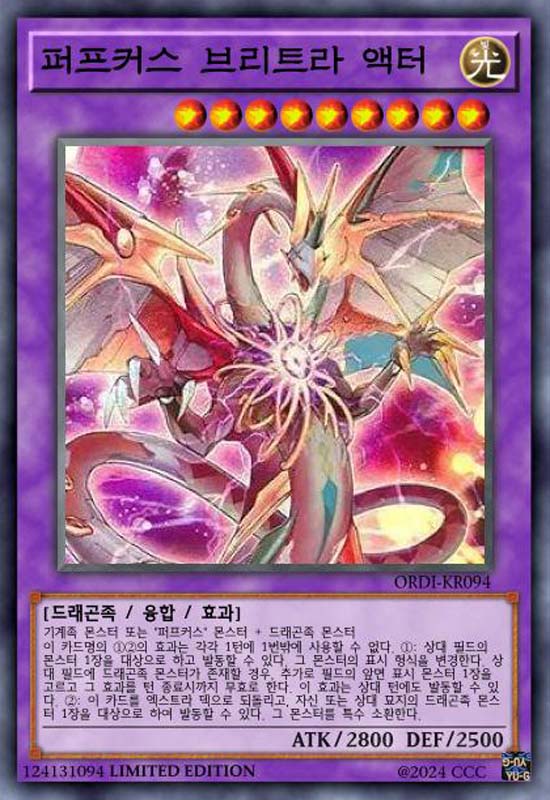 퍼프커스 브리트라 액터
빛
光
ORDI-KR094
[드래곤족 / 융합 / 효과]
기계족 몬스터 또는 "퍼프커스" 몬스터 + 드래곤족 몬스터
이 카드명의 ①②의 효과는 각각 1턴에 1번밖에 사용할 수 없다. ①: 상대 필드의
몬스터 1장을 대상으로 하고 발동할 수 있다. 그 몬스터의 표시 형식을 변경한다. 상
대 필드에 드래곤족 몬스터가 존재할 경우, 추가로 필드의 앞면 표시 몬스터 1장을
고르고 그 효과를 턴 종료시까지 무효로 한다. 이 효과는 상대 턴에도 발동할 수 있
다. ②: 이 카드를 엑스트라 덱으로 되돌리고, 자신 또는 상대 묘지의 드래곤족 몬스
터 1장을 대상으로 하여 발동할 수 있다. 그 몬스터를 특수 소환한다.
ATK/2800 DEF/2500
124131094 LIMITED EDITION
@2024 CCC
YU-G